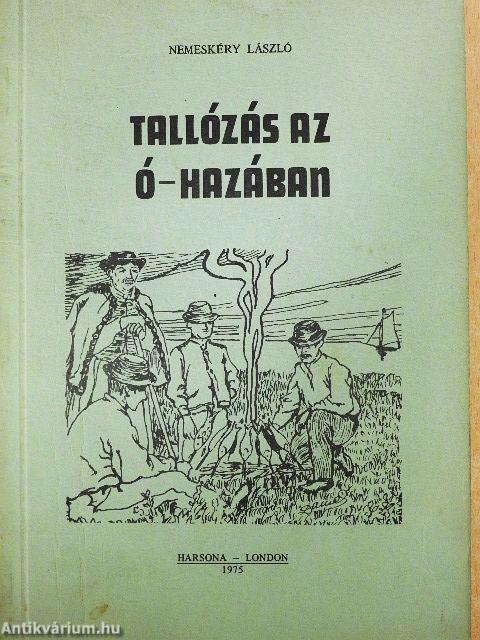 NEMESKÉRY LÁSZLÓ
TALLÓZÁS AZ
Ó-HAZÁBAN
HARSONA - LONDON
1975
Antikvárium.hu